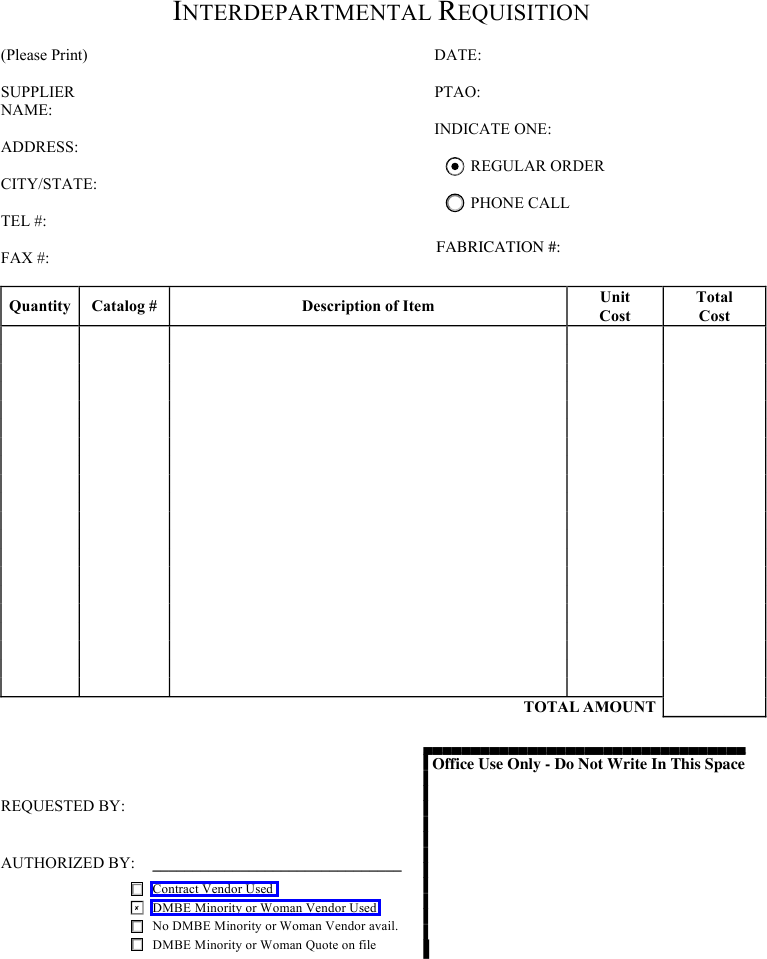 INTERDEPARTMENTAL REQUISITION
(Please Print)
DATE:
SUPPLIER
NAME:
PTAO:
INDICATE ONE:
ADDRESS:
REGULAR ORDER
CITY/STATE:
PHONE CALL
TEL #:
FABRICATION #:
FAX #:
Quantity Catalog # Description of Item Unit Cost Total Cost
TOTAL AMOUNT
Office Use Only - Do Not Write In This Space
REQUESTED BY:
AUTHORIZED BY:
Contract Vendor Used
DMBE Minority or Woman Vendor Used
No DMBE Minority or Woman Vendor avail.
DMBE Minority or Woman Quote on file